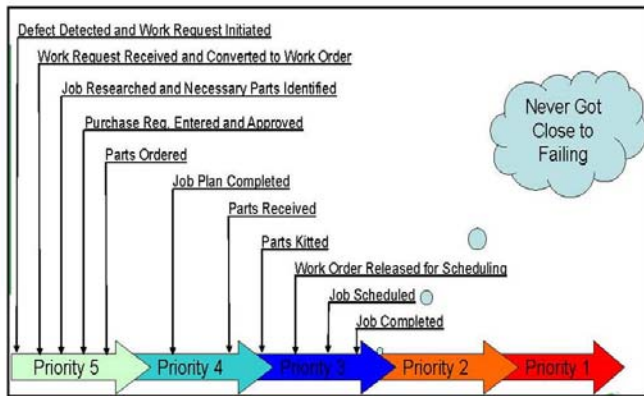 Defect Detected and Work Request Initiated
Work Request Received and Converted to Work Order
Job Researched and Necessary Parts Identified
Purchase Req. Entered and Approved
Parts Ordered
Job Plan Completed
Parts Received
Parts Kitted
Work Order Released for Scheduling
Job Scheduled
Job Completed
Never Got
Close to
Failing
Priority 5
Priority 4
Priority 3
Priority 2
Priority 1